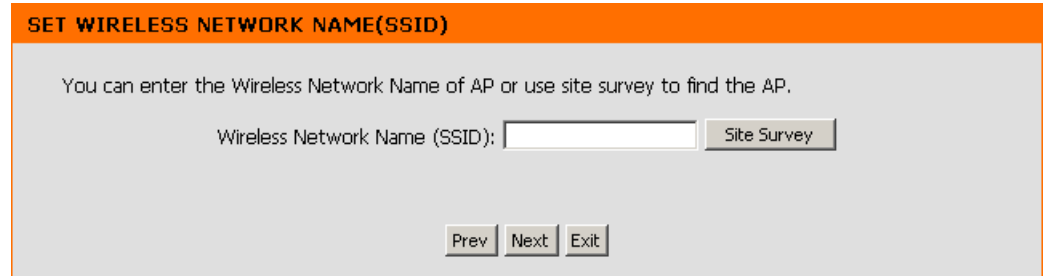 SET WIRELESS NETWORK NAME(SSID)
You can enter the Wireless Network Name of AP or use site survey to find the AP.
Wireless Network Name (SSID): Site Survey
Prev Next Exit